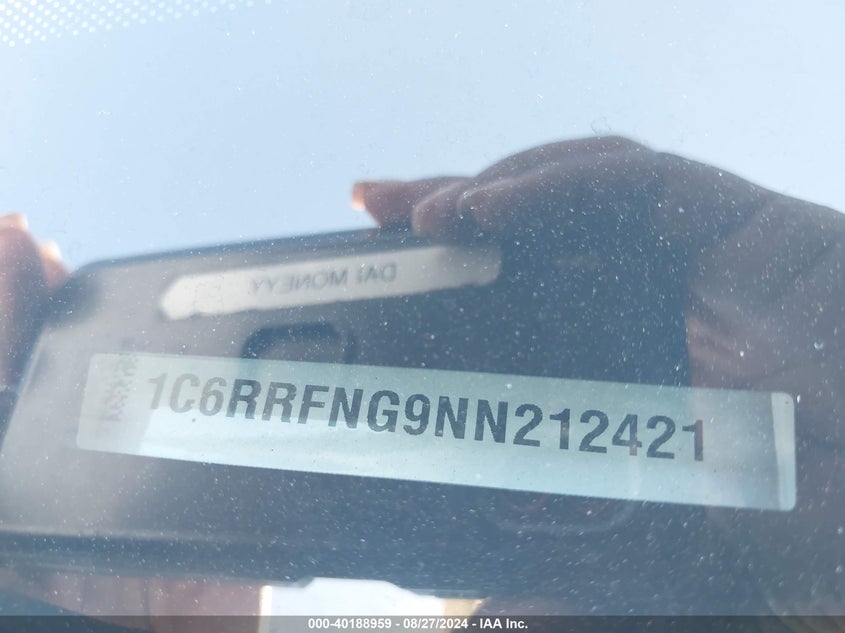 DAI MONEYY
1C6RRFNG9NN212421
000-40188959 - 08/27/2024 - IAA Inc.